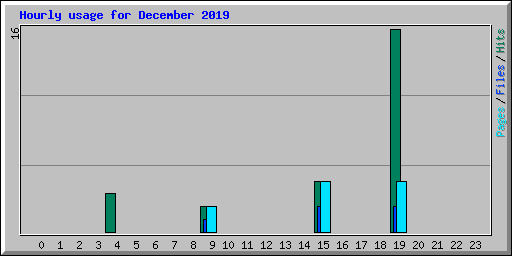 Hourly usage for December 2019
16
Pages/Files/Hits
0 1 2 3 4 5 6 7 8 9 10 11 12 13 14 15 16 17 18 19 20 21 22 23